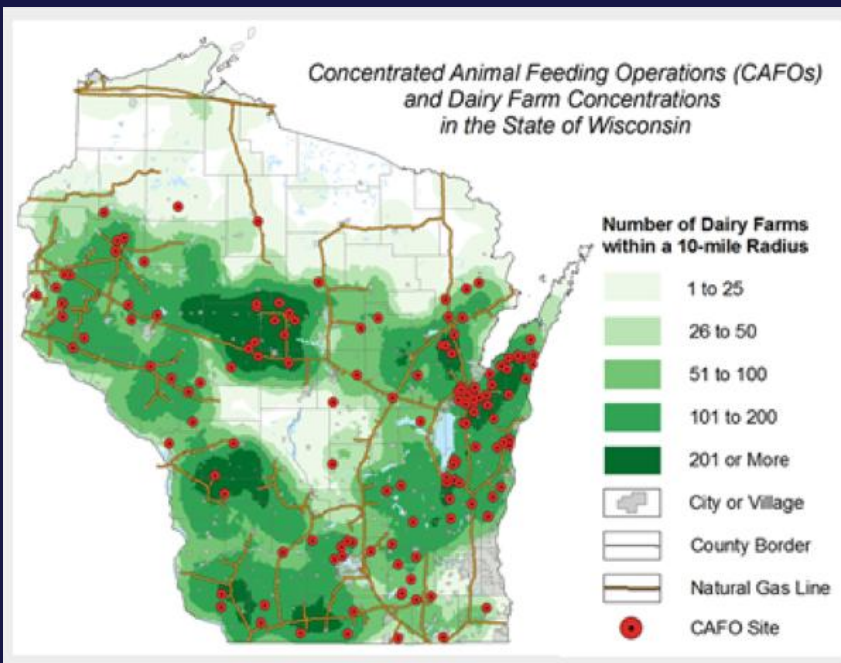 Concentrated Animal Feeding Operations (CAFOs)
and Dairy Farm Concentrations
in the State of Wisconsin
Number of Dairy Farms
within a 10-mile Radius
1 to 25
26 to 50
51 to 100
101 to 200
201 or More
City or Village
County Border
Natural Gas Line
CAFO Site